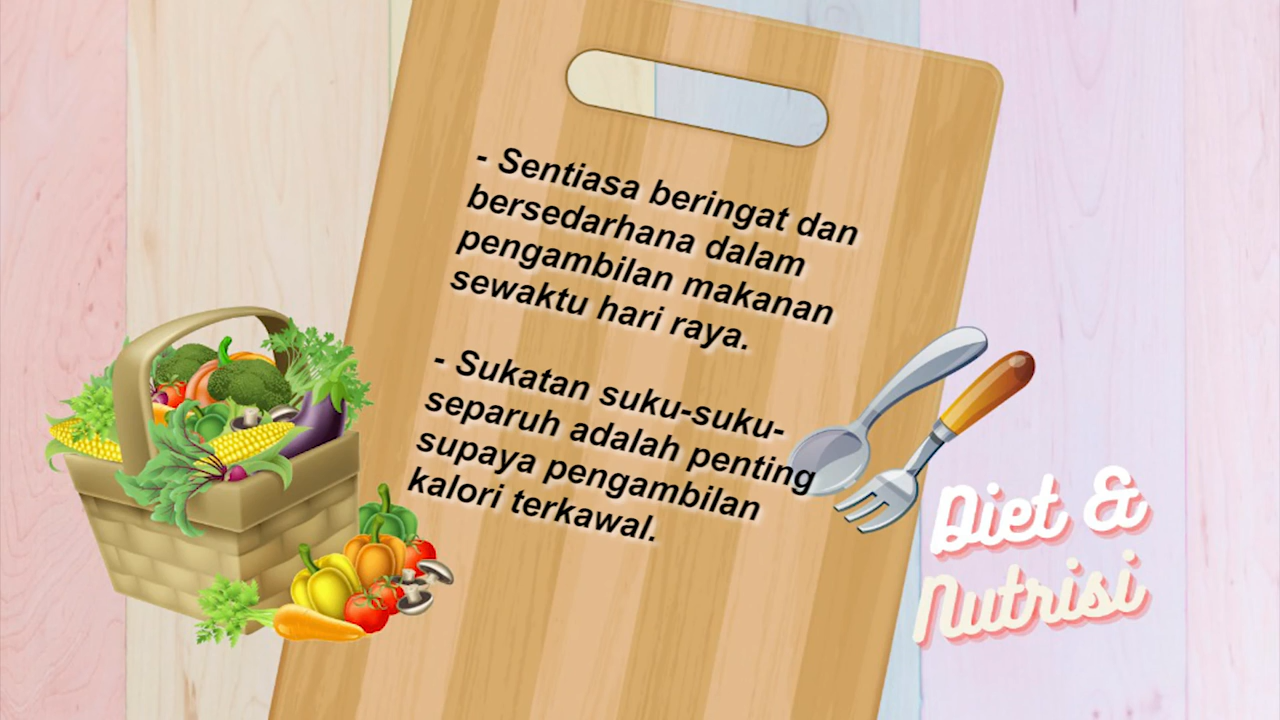 - Sentiasa beringat dan
bersedarhana dalam
pengambilan makanan
sewaktu hari raya.
- Sukatan suku-suku-
separuh adalah penting
supaya pengambilan
kalori terkawal.
Diet &
Nutrisi